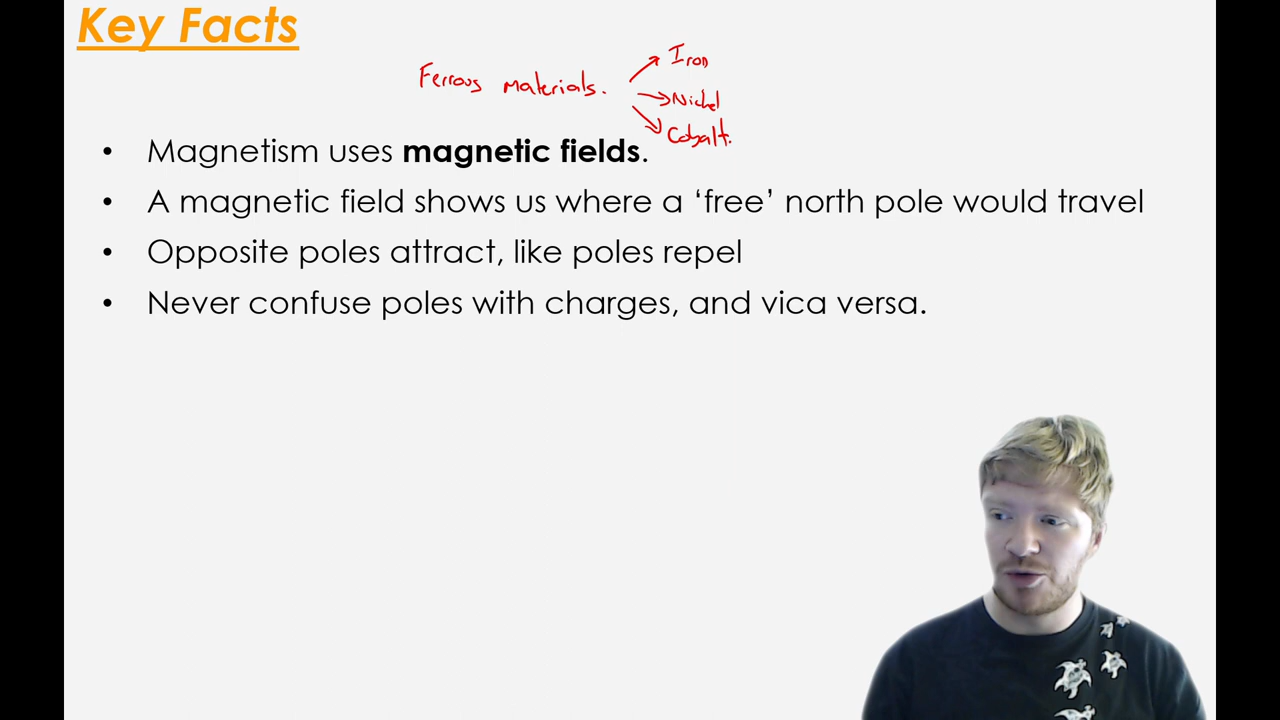 Key Facts
Ferrous materials.
Iron
Nickel
Cobalt.
• Magnetism uses magnetic fields.
• A magnetic field shows us where a ‘free’ north pole would travel
• Opposite poles attract, like poles repel
• Never confuse poles with charges, and vica versa.